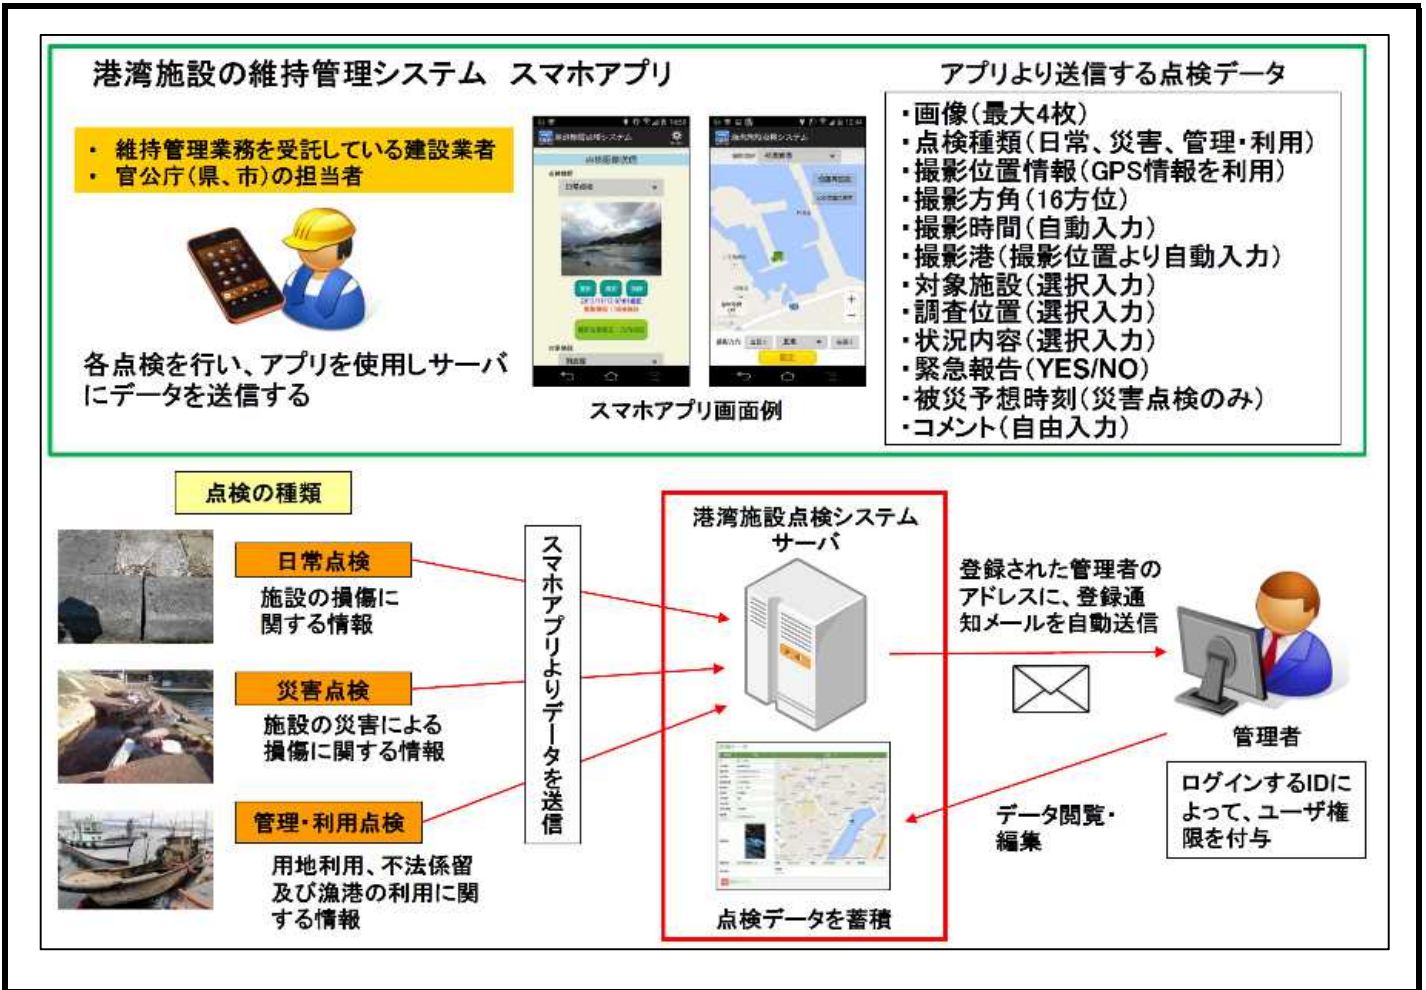 港湾施設の維持管理システム スマホアプリ
・ 維持管理業務を受託している建設業者
・ 官公庁(県、市)の担当者
各点検を行い、アプリを使用しサーバ
にデータを送信する
点検画像送信
日常点検
スマホアプリ画面例
アプリより送信する点検データ
・画像(最大4枚)
・点検種類(日常、災害、管理・利用)
・撮影位置情報(GPS情報を利用)
・撮影方角(16方位)
・撮影時間(自動入力)
・撮影港(撮影位置より自動入力)
・対象施設(選択入力)
・調査位置(選択入力)
・状況内容(選択入力)
・緊急報告(YES/NO)
・被災予想時刻(災害点検のみ)
・コメント(自由入力)
点検の種類
日常点検
施設の損傷に
関する情報
災害点検
施設の災害による
損傷に関する情報
管理・利用点検
用地利用、不法係留
及び漁港の利用に関
する情報
スマホアプリよりデータを送信
港湾施設点検システム
サーバ
点検データを蓄積
登録された管理者の
アドレスに、登録通
知メールを自動送信
管理者
ログインするIDに
よって、ユーザ権
限を付与
データ閲覧・
編集